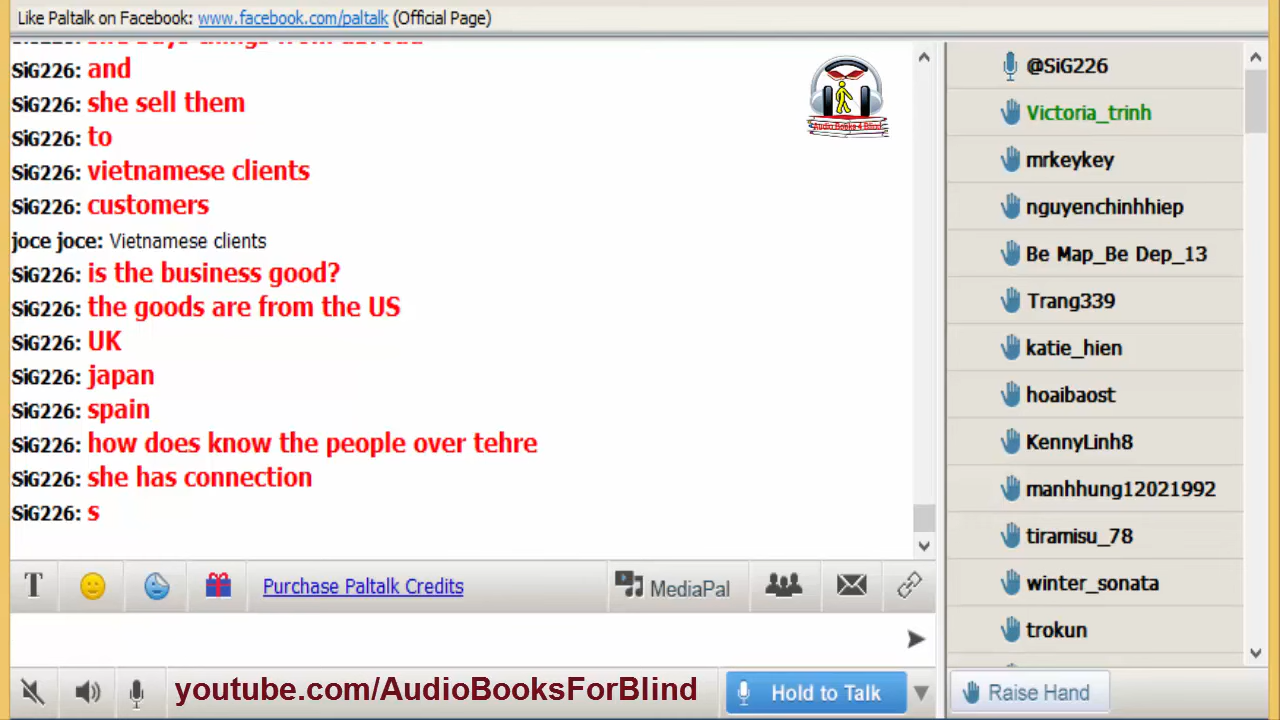 Like Paltalk on Facebook: www.facebook.com/paltalk (Official Page)
SiG226: and
SiG226: she sell them
SiG226: to
SiG226: vietnamese clients
SiG226: customers
joce joce: Vietnamese clients
SiG226: is the business good?
SiG226: the goods are from the US
SiG226: UK
SiG226: japan
SiG226: spain
SiG226: how does know the people over tehre
SiG226: she has connection
SiG226: s
Audio Books 4 Blind
@SiG226
Victoria_trinh
mrkeykey
nguyenchinhhiep
Be Map_Be Dep_13
Trang339
katie_hien
hoaibaost
KennyLinh8
manhhung12021992
tiramisu_78
winter_sonata
trokun
T
Purchase Paltalk Credits
MediaPal
youtube.com/AudioBooksForBlind
Hold to Talk
Raise Hand